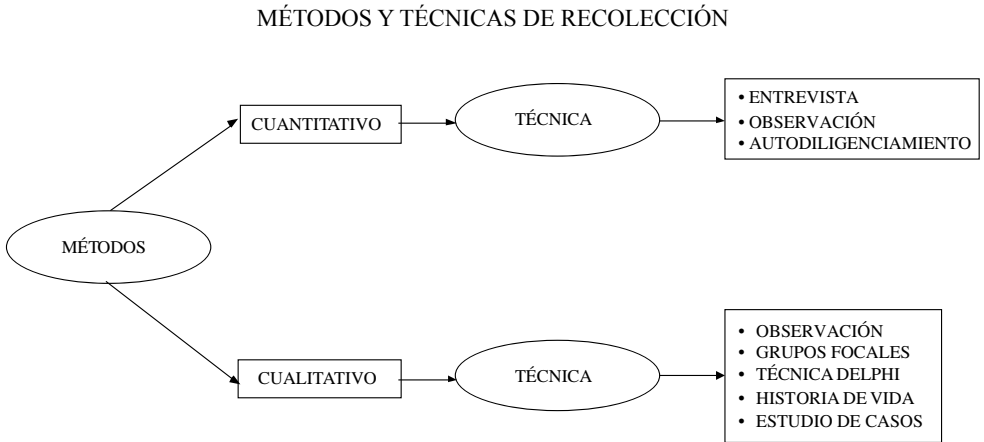 MÉTODOS Y TÉCNICAS DE RECOLECCIÓN
CUANTITATIVO
TÉCNICA
• ENTREVISTA
• OBSERVACIÓN
• AUTODILIGENCIAMIENTO
MÉTODOS
CUALITATIVO
TÉCNICA
• OBSERVACIÓN
• GRUPOS FOCALES
• TÉCNICA DELPHI
• HISTORIA DE VIDA
• ESTUDIO DE CASOS